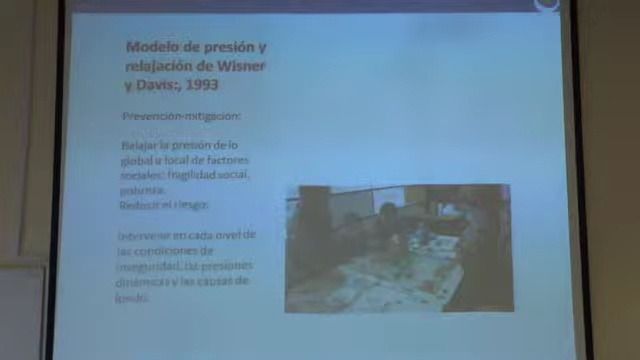 Modelo de presión y
relajación de Wisner
y Davis:, 1993
Prevención-mitigación:
Relajar la presión de lo
global a local de factores
sociales: fragilidad social,
pobreza.
Reducir el riesgo:
Intervenir en cada nivel de
las condiciones de
inseguridad, las presiones
dinámicas y las causas de
fondo.